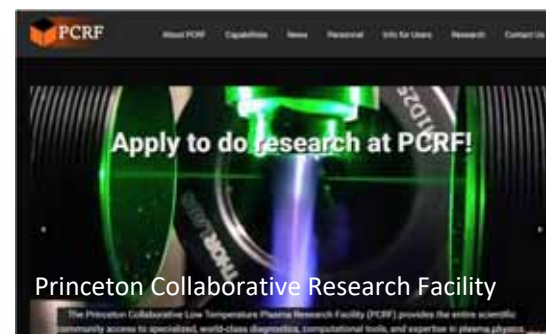 PCRF
About PCRF Capabilities News Personnel Info for Users Research Contact Us
Apply to do research at PCRF!
THORLABS
Princeton Collaborative Research Facility
The Princeton Collaborative Low Temperature Plasma Research Facility (PCRF) provides the entire scientific
community access to specialized, world-class diagnostics, computational tools, and expertise in plasma physics